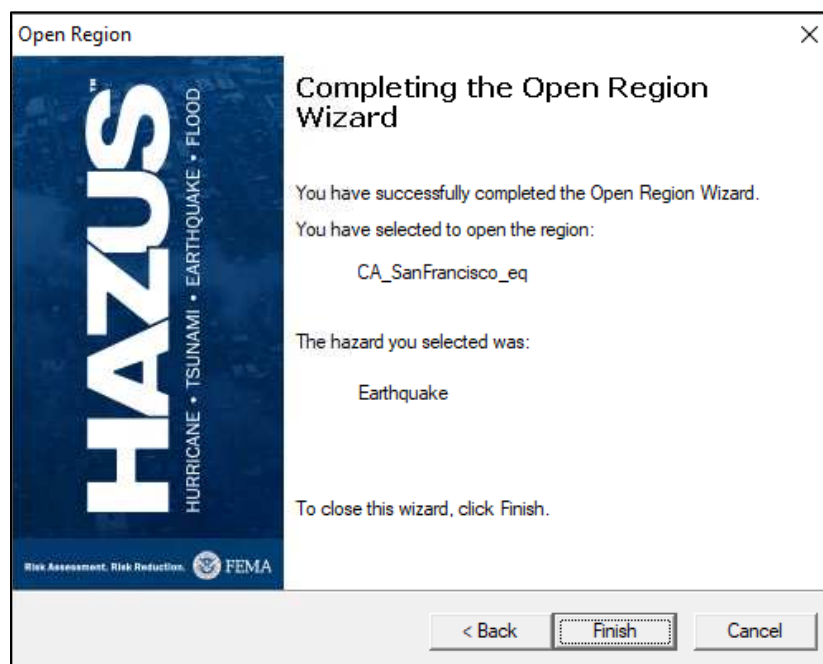 Open Region
HAZUS™
HURRICANE • TSUNAMI • EARTHQUAKE • FLOOD
Risk Assessment. Risk Reduction. FEMA
Completing the Open Region
Wizard
You have successfully completed the Open Region Wizard.
You have selected to open the region:
CA_SanFrancisco_eq
The hazard you selected was:
Earthquake
To close this wizard, click Finish.
< Back Finish Cancel